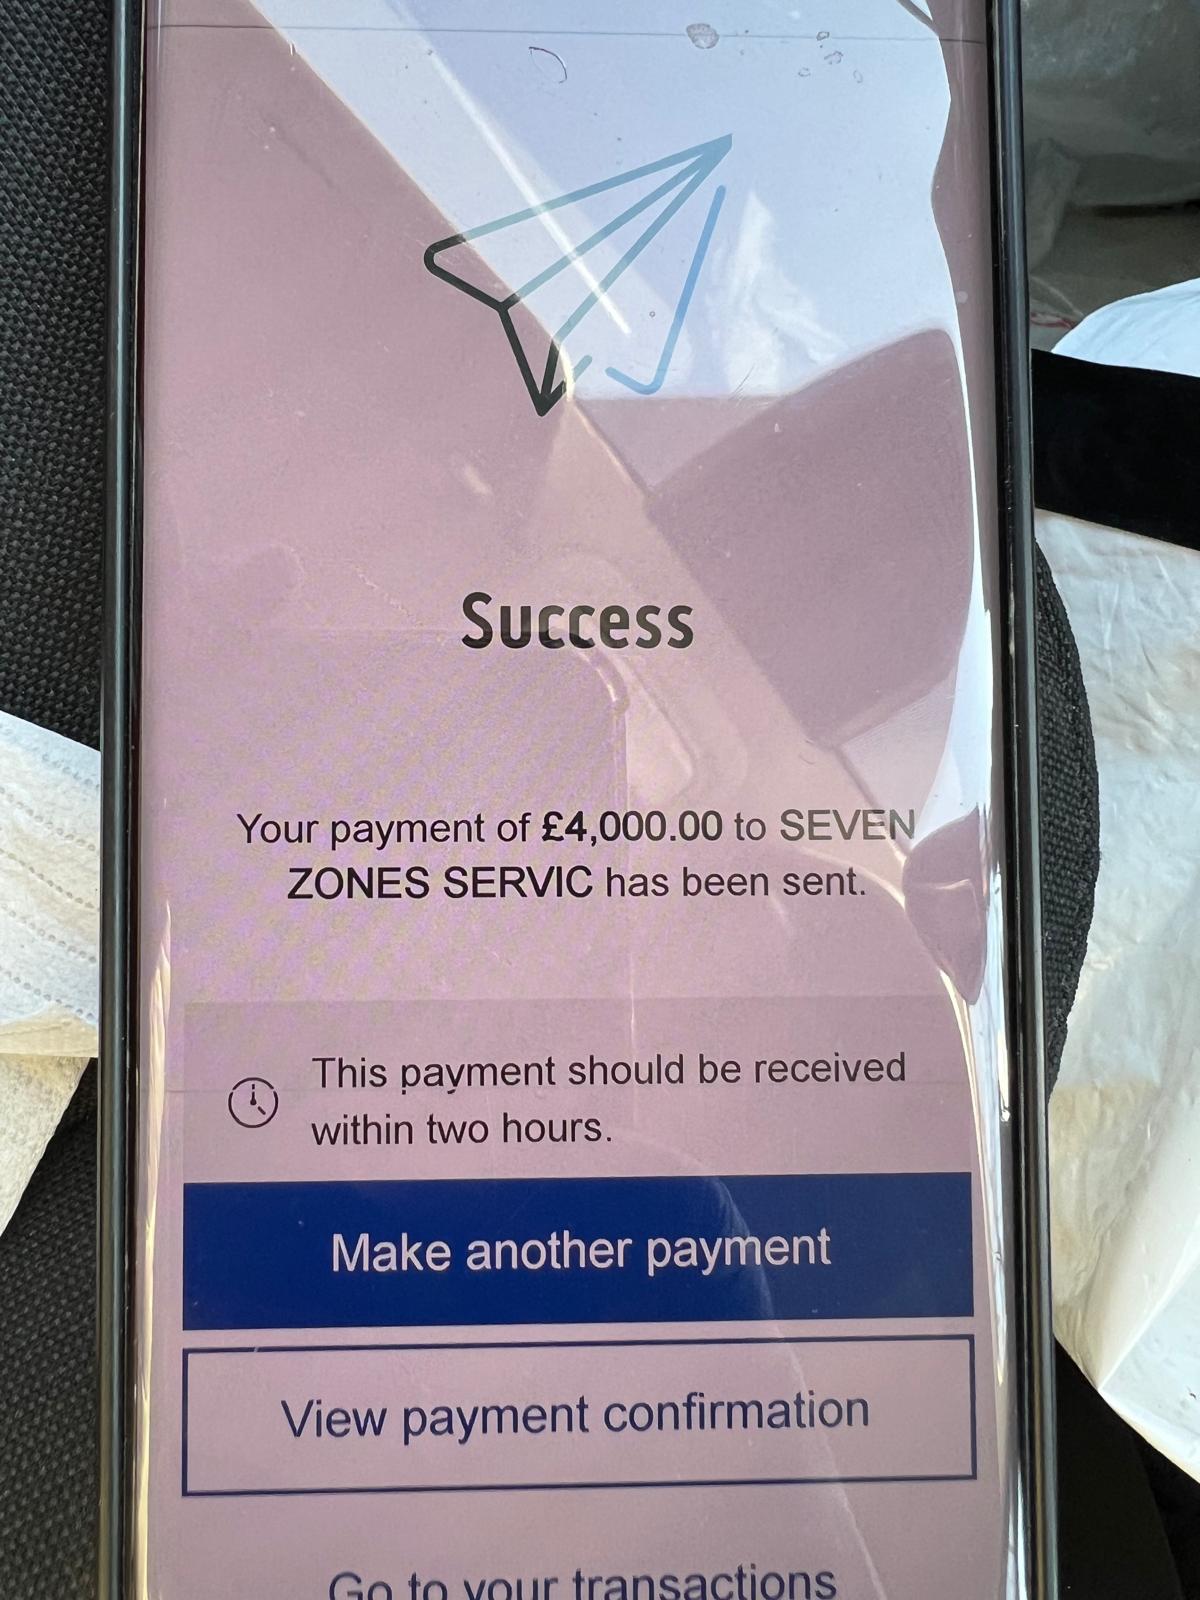 Success
Your payment of £4,000.00 to SEVEN
ZONES SERVIC has been sent.
This payment should be received
within two hours.
Make another payment
View payment confirmation
Go to your transactions